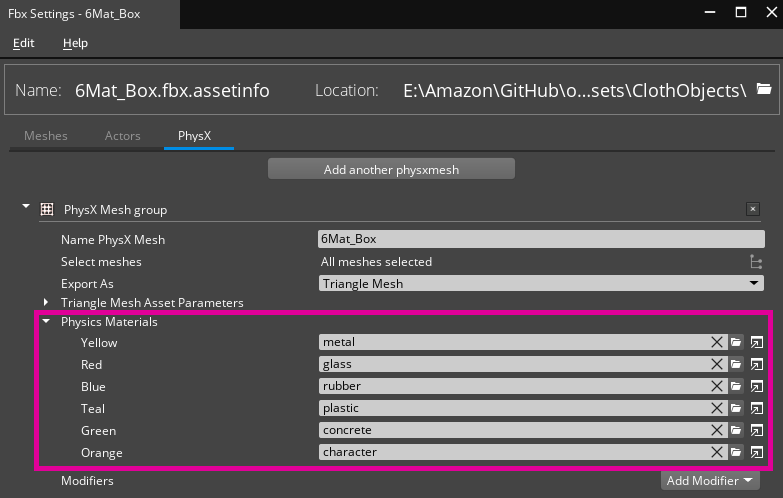 Fbx Settings - 6Mat_Box
Edit Help
Name: 6Mat_Box.fbx.assetinfo Location: E:\Amazon\GitHub\o...sets\ClothObjects\
Meshes Actors PhysX
Add another physxmesh
PhysX Mesh group
Name PhysX Mesh 6Mat_Box
Select meshes All meshes selected
Export As Triangle Mesh
Triangle Mesh Asset Parameters
Physics Materials
Yellow metal
Red glass
Blue rubber
Teal plastic
Green concrete
Orange character
Modifiers Add Modifier